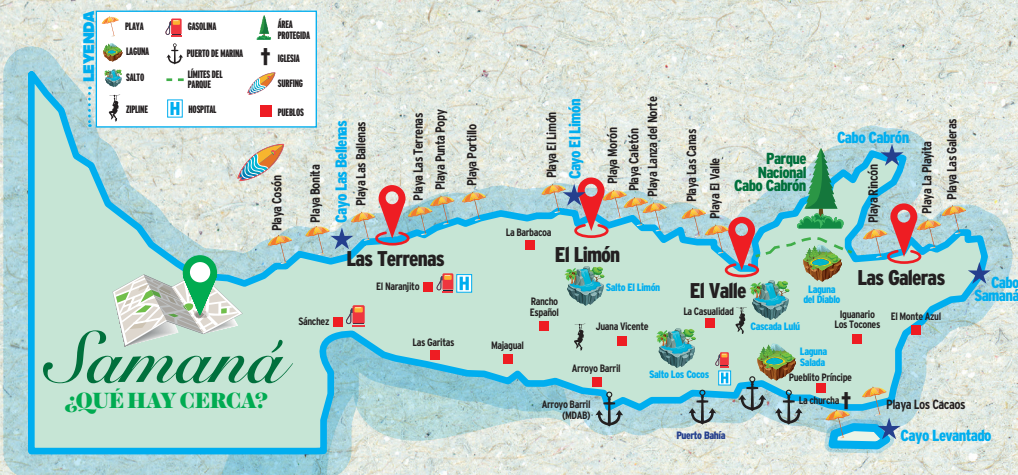 LEYENDA
PLAYA
LAGUNA
SALTO
ZIPLINE
GASOLINA
PUERTO DE MARINA
LÍMITES DEL
PARQUE
H
HOSPITAL
ÁREA
PROTEGIDA
IGLESIA
SURFING
PUEBLOS
Playa Cosón
Playa Bonita
Cayo Las Bellenas
Playa Las Ballenas
Playa Las Terrenas
Playa Punta Popy
Playa Portillo
Playa El Limón
Cayo El Limón
Playa Morón
Playa Caletón
Playa Lanza del Norte
Playa Las Canas
Playa El Valle
Parque
Nacional
Cabo Cabrón
Cabo Cabrón
Playa Rincón
Playa La Playita
Playa Las Galeras
Las Terrenas
La Barbacoa
El Limón
El Valle
Las Galeras
Cabo
Samaná
El Naranjito
H
Salto El Limón
Laguna
del Diablo
Sánchez
Rancho
Español
Juana Vicente
La Casualidad
Cascada Lulú
Iguanario
Los Tocones
El Monte Azul
Las Garitas
Majagual
Arroyo Barril
Salto Los Cocos
H
Laguna
Salada
Pueblito Príncipe
La churcha
Playa Los Cacaos
Arroyo Barril
(MDAB)
Puerto Bahía
Cayo Levantado
Samaná
¿QUÉ HAY CERCA?